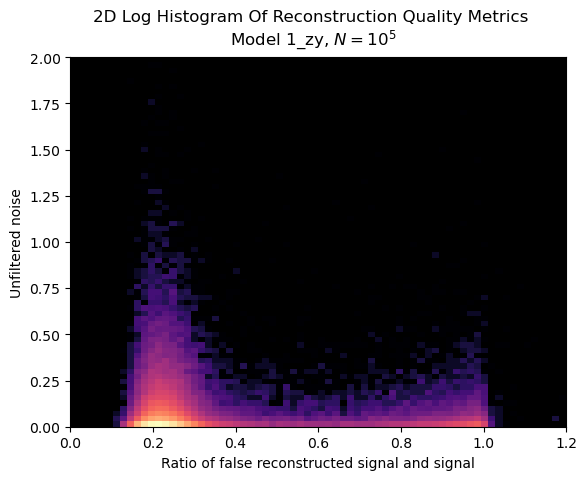 2D Log Histogram Of Reconstruction Quality Metrics
Model 1_zy, N = 10⁵
2.00
1.75
1.50
1.25
1.00
0.75
0.50
0.25
0.00
Unfiltered noise
0.0 0.2 0.4 0.6 0.8 1.0 1.2
Ratio of false reconstructed signal and signal